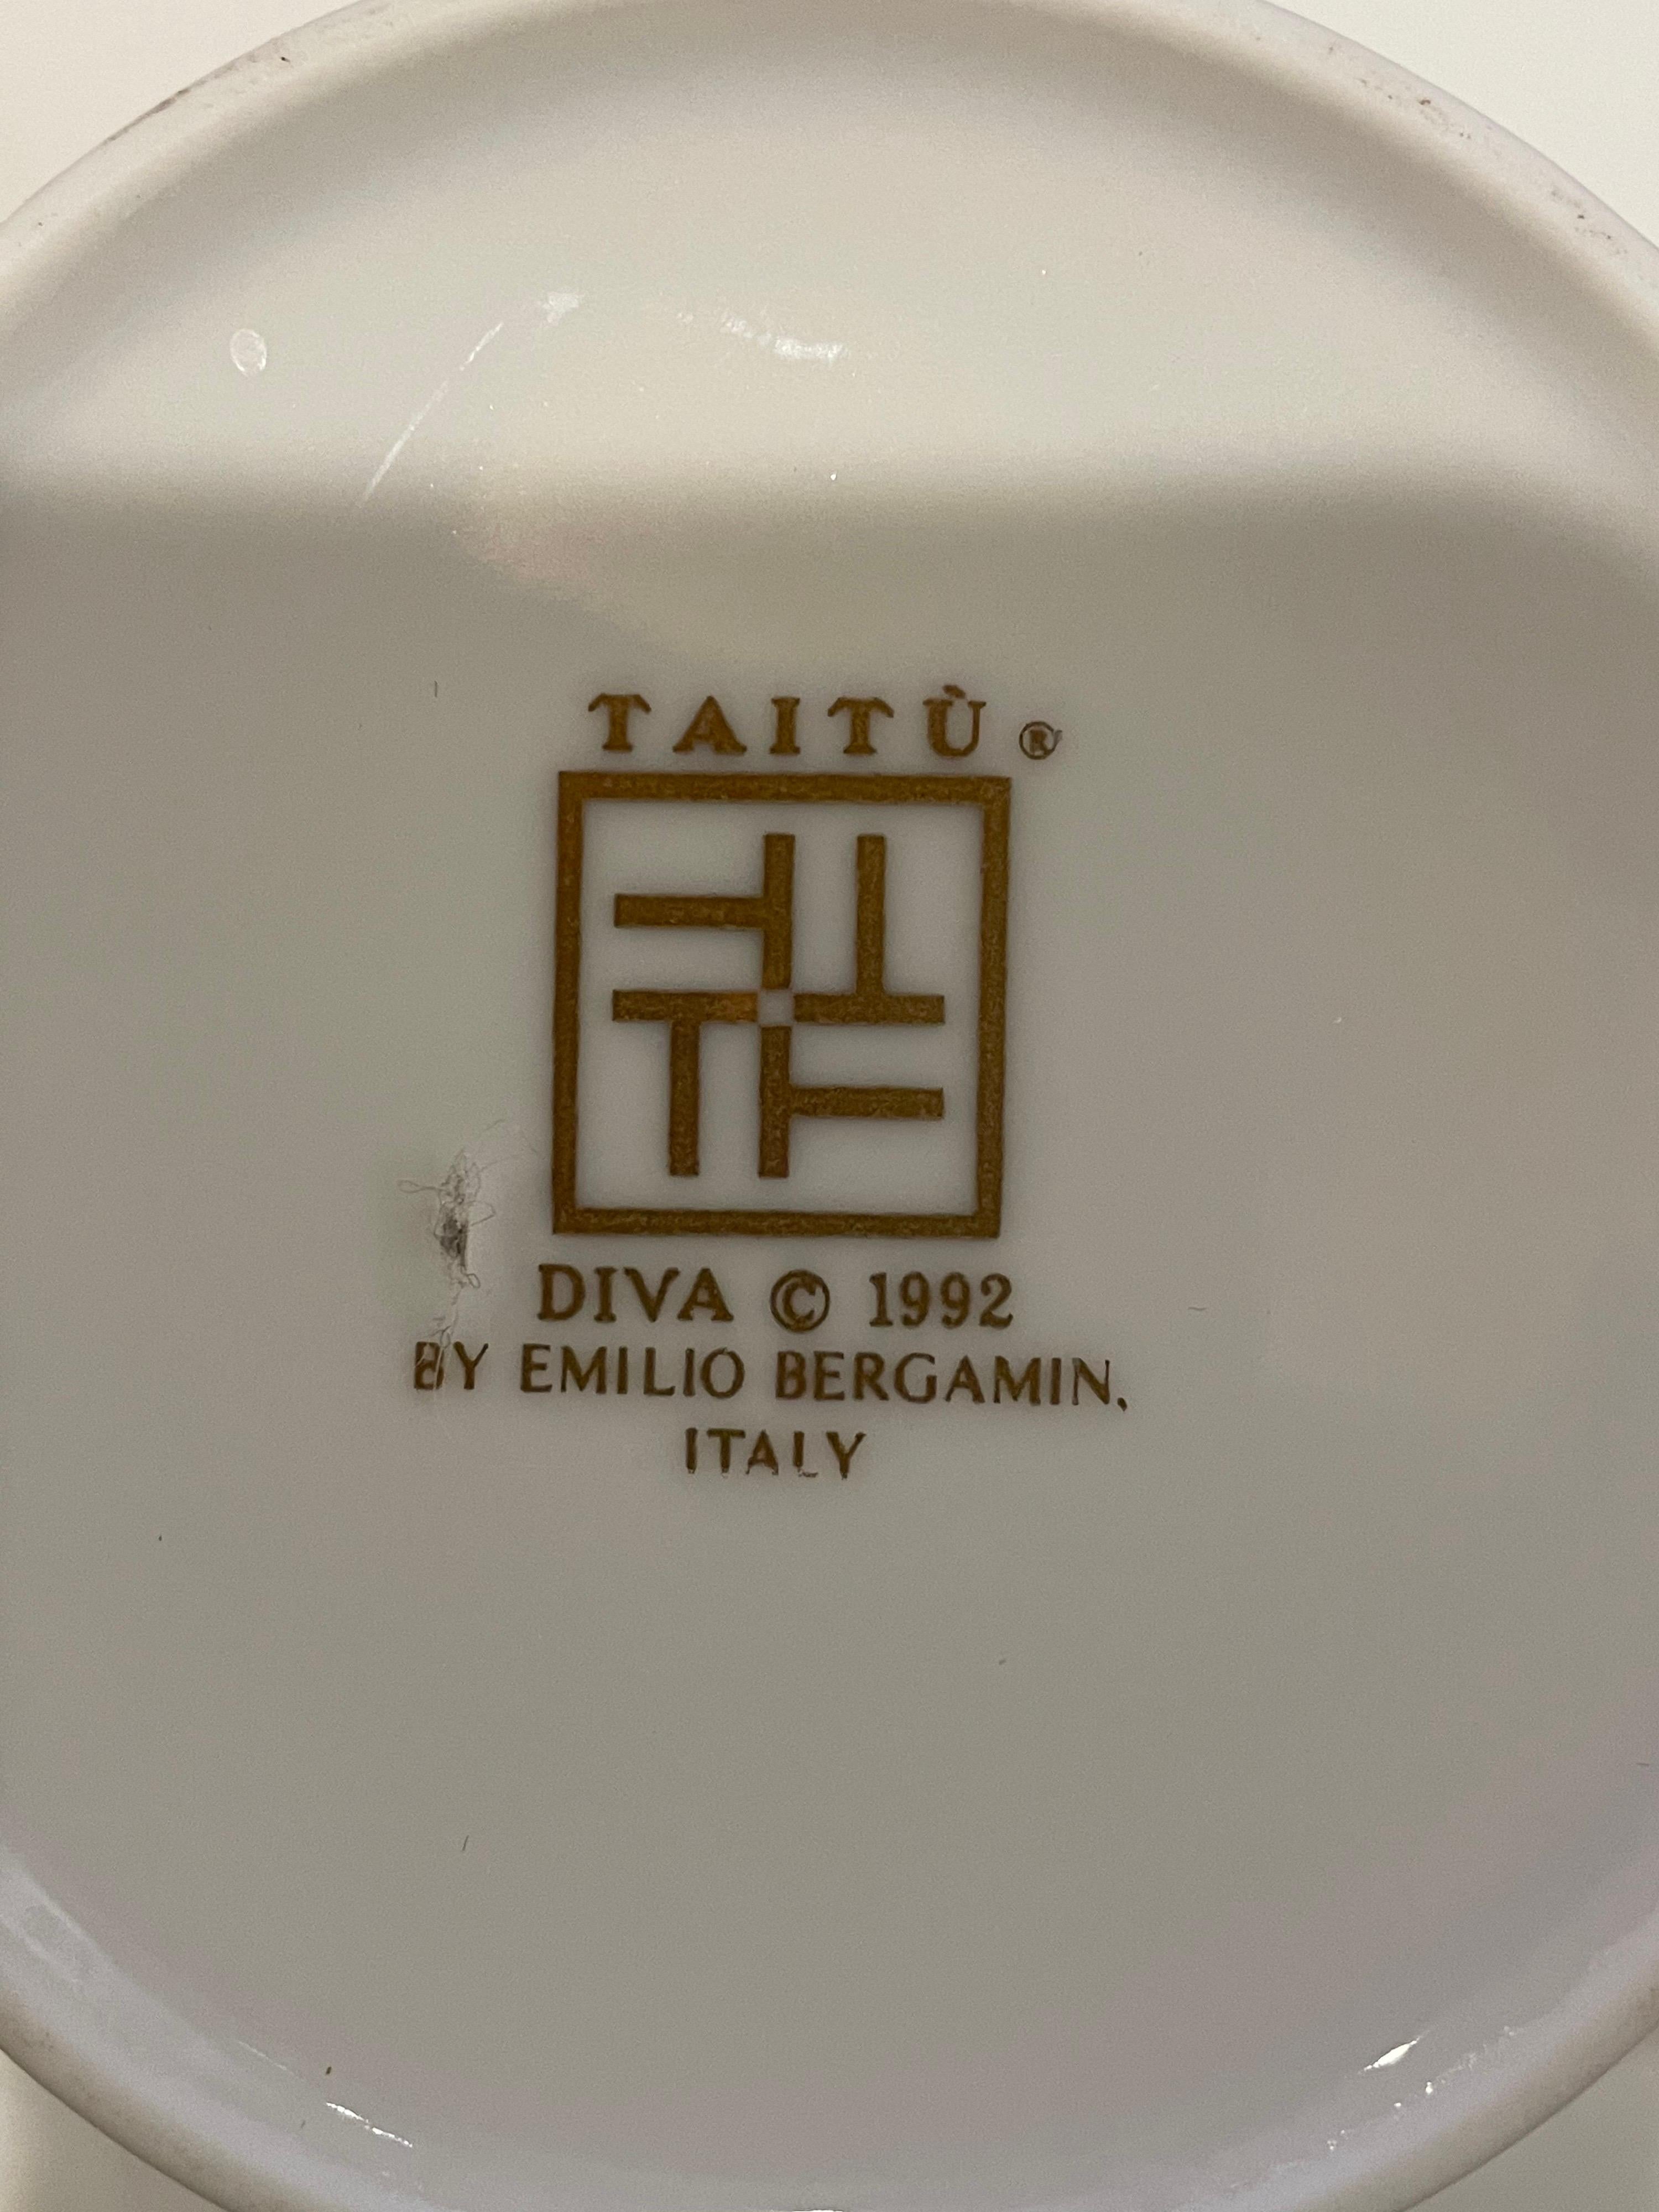 TAITÙ ®
DIVA © 1992
BY EMILIO BERGAMIN,
ITALY